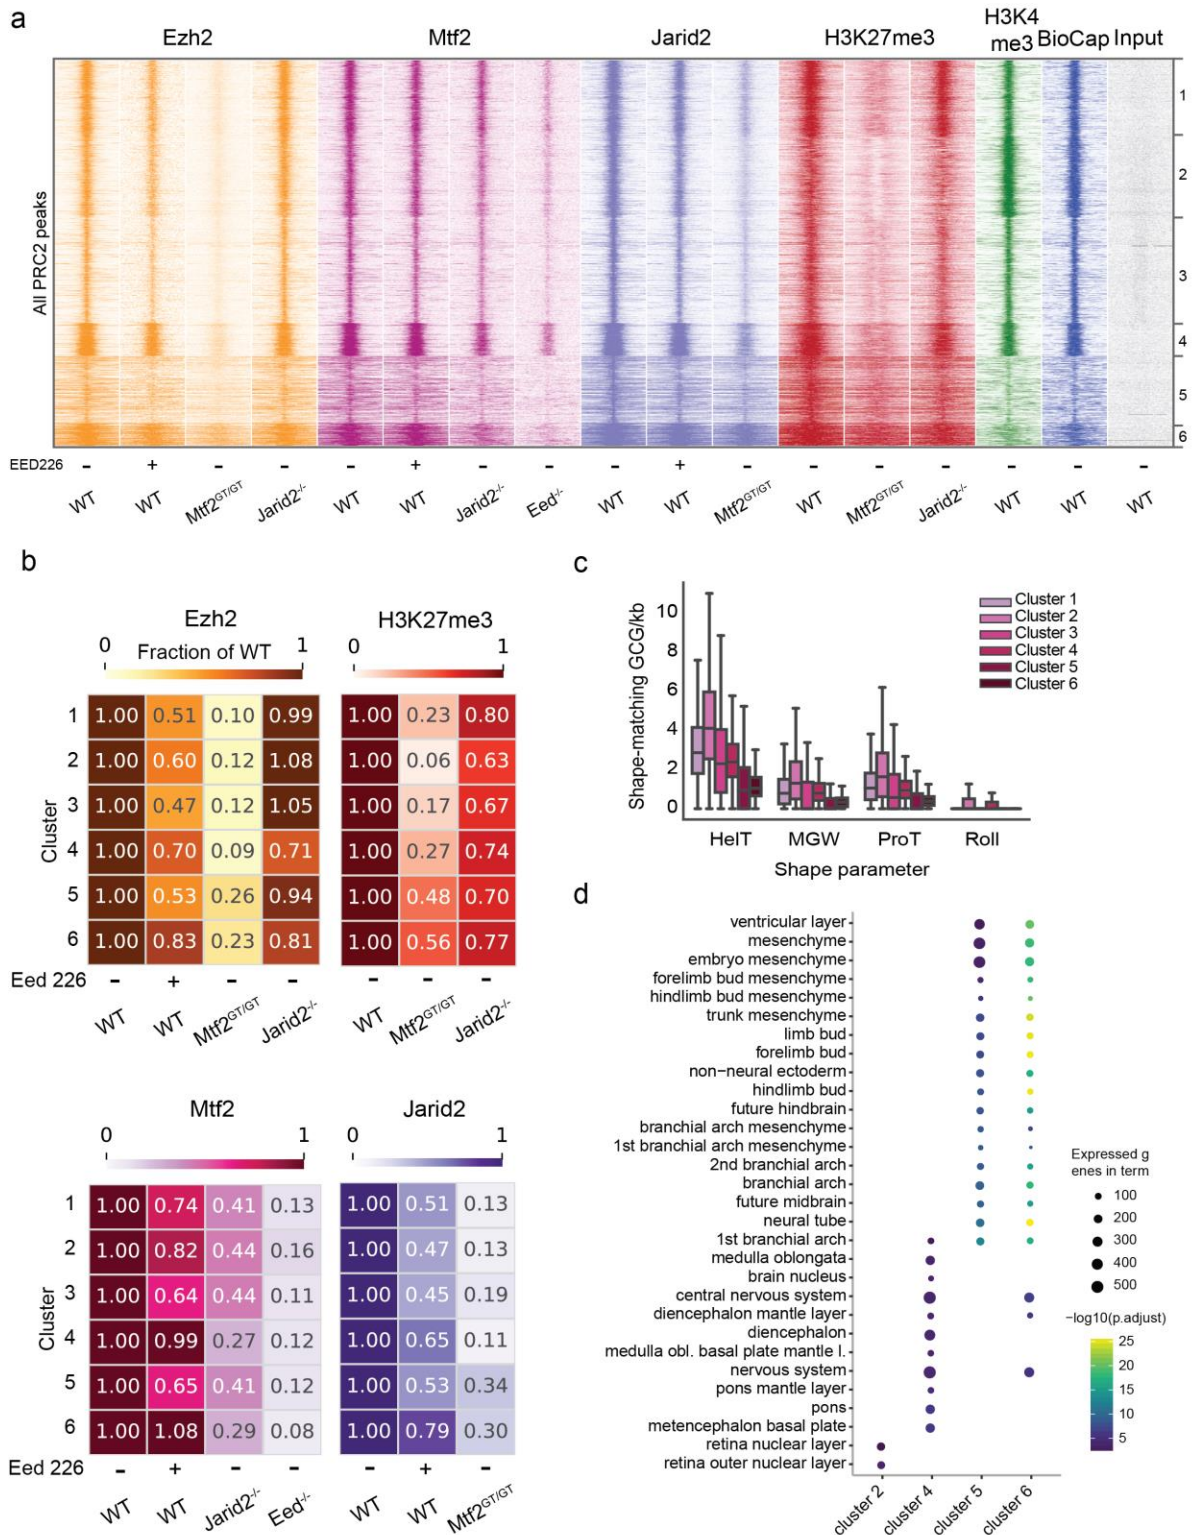 a
Ezh2 Mtf2 Jarid2 H3K27me3 H3K4 me3 BioCap Input
All PRC2 peaks
1
2
3
4
5
6
EED226 - + - - - + - - - + - - - - - - -
WT WT Mtf2GT/GT Jarid2-/- WT WT Jarid2-/- Eed-/- WT WT Mtf2GT/GT WT Mtf2GT/GT Jarid2-/- WT WT WT
b
Ezh2
0 Fraction of WT 1
Cluster
1 1.00 0.51 0.10 0.99
2 1.00 0.60 0.12 1.08
3 1.00 0.47 0.12 1.05
4 1.00 0.70 0.09 0.71
5 1.00 0.53 0.26 0.94
6 1.00 0.83 0.23 0.81
Eed 226 - + - -
WT WT Mtf2GT/GT Jarid2-/-
H3K27me3
0 1
1.00 0.23 0.80
1.00 0.06 0.63
1.00 0.17 0.67
1.00 0.27 0.74
1.00 0.48 0.70
1.00 0.56 0.77
- - -
WT Mtf2GT/GT Jarid2-/-
Mtf2
0 1
Cluster
1 1.00 0.74 0.41 0.13
2 1.00 0.82 0.44 0.16
3 1.00 0.64 0.44 0.11
4 1.00 0.99 0.27 0.12
5 1.00 0.65 0.41 0.12
6 1.00 1.08 0.29 0.08
Eed 226 - + - -
WT WT Jarid2-/- Eed-/-
Jarid2
0 1
1.00 0.51 0.13
1.00 0.47 0.13
1.00 0.45 0.19
1.00 0.65 0.11
1.00 0.53 0.34
1.00 0.79 0.30
- + -
WT WT Mtf2GT/GT
c
Shape-matching GCG/kb
10
8
6
4
2
0
HelT MGW ProT Roll
Shape parameter
Cluster 1
Cluster 2
Cluster 3
Cluster 4
Cluster 5
Cluster 6
d
ventricular layer
mesenchyme
embryo mesenchyme
forelimb bud mesenchyme
hindlimb bud mesenchyme
trunk mesenchyme
limb bud
forelimb bud
non-neural ectoderm
hindlimb bud
future hindbrain
branchial arch mesenchyme
1st branchial arch mesenchyme
2nd branchial arch
branchial arch
future midbrain
neural tube
1st branchial arch
medulla oblongata
brain nucleus
central nervous system
diencephalon mantle layer
diencephalon
medulla obl. basal plate mantle l.
nervous system
pons mantle layer
pons
metencephalon basal plate
retina nuclear layer
retina outer nuclear layer
cluster 2 cluster 4 cluster 5 cluster 6
Expressed g
enes in term
100
200
300
400
500
-log10(p.adjust)
25
20
15
10
5